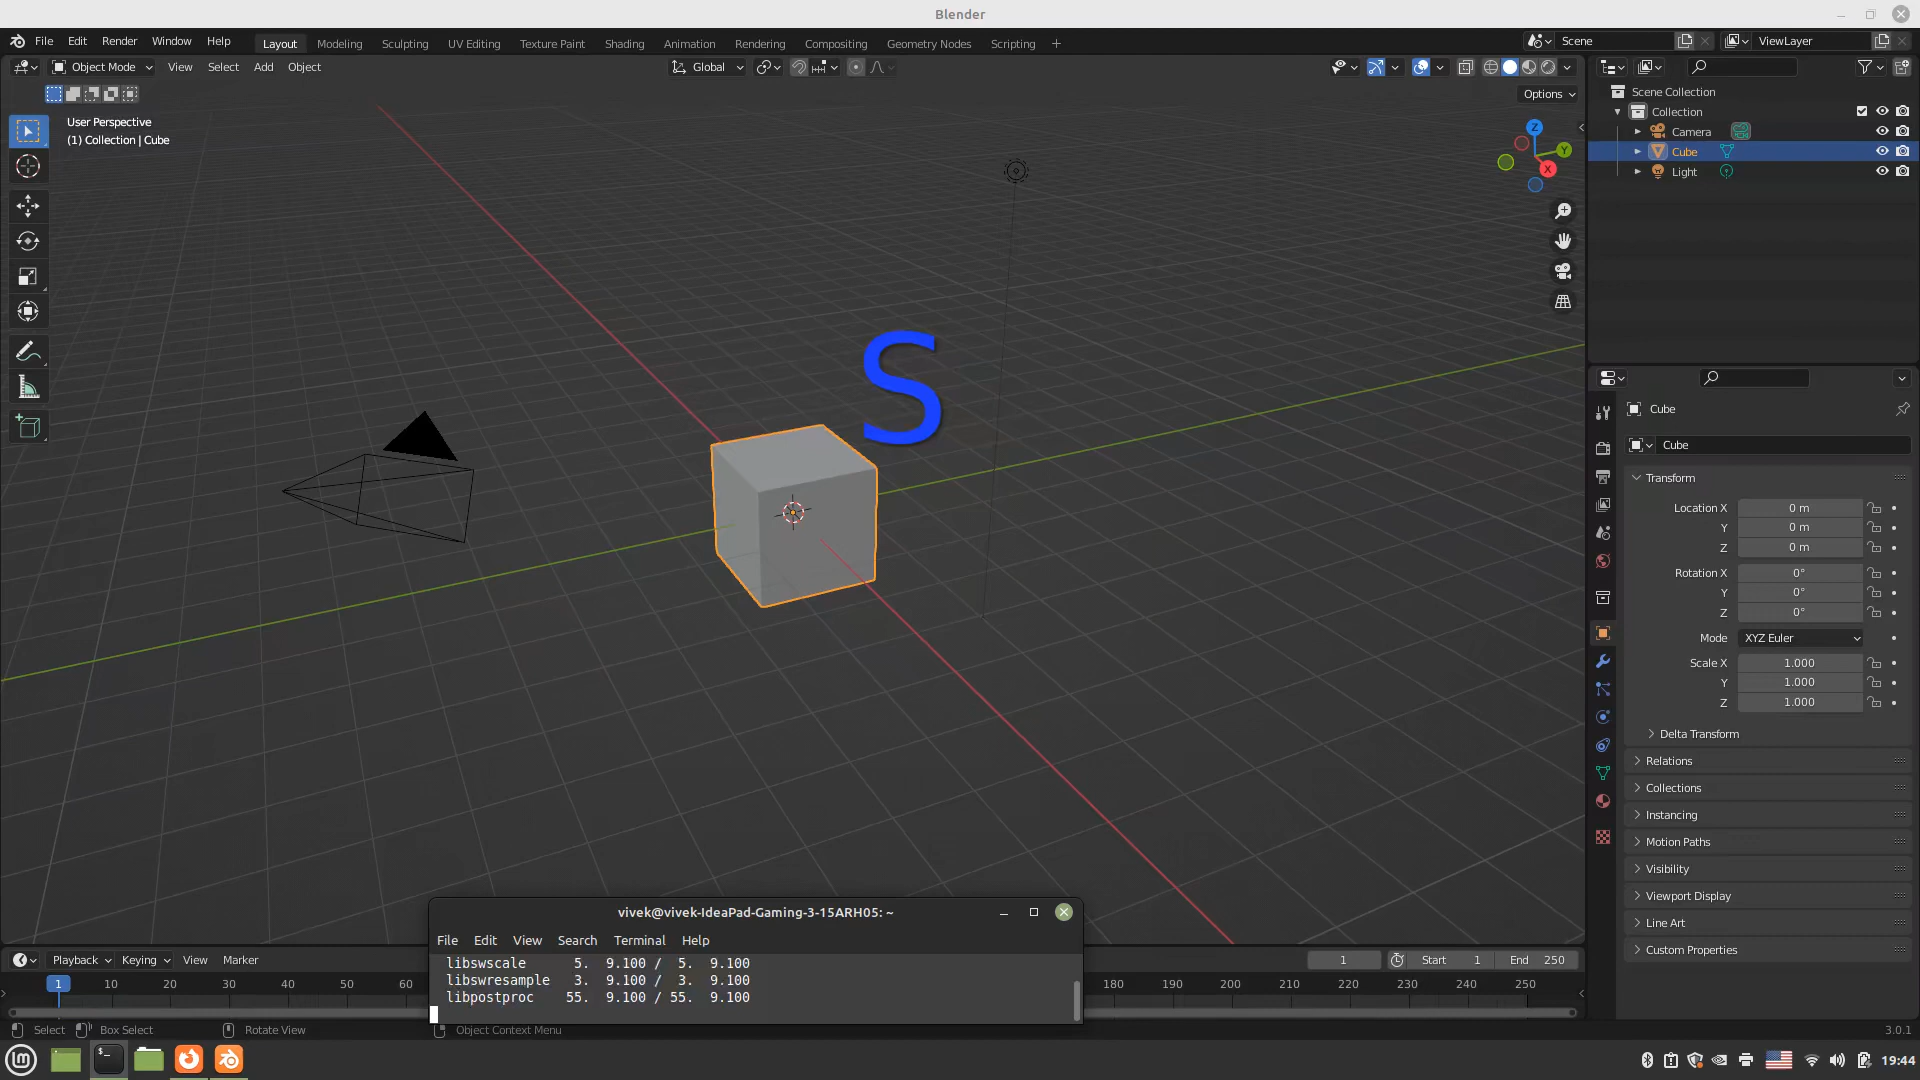 Blender
File Edit Render Window Help Layout Modeling Sculpting UV Editing Texture Paint Shading Animation Rendering Compositing Geometry Nodes Scripting + Scene ViewLayer
Object Mode View Select Add Object Global
Options
User Perspective
(1) Collection | Cube
Z
Y
X
S
Scene Collection
Collection
Camera
Cube
Light
Cube
Cube
Transform
Location X 0 m
Y 0 m
Z 0 m
Rotation X 0°
Y 0°
Z 0°
Mode XYZ Euler
Scale X 1.000
Y 1.000
Z 1.000
Delta Transform
Relations
Collections
Instancing
Motion Paths
Visibility
Viewport Display
Line Art
Custom Properties
vivek@vivek-IdeaPad-Gaming-3-15ARH05: ~
File Edit View Search Terminal Help
libswscale 5. 9.100 / 5. 9.100
libswresample 3. 9.100 / 3. 9.100
libpostproc 55. 9.100 / 55. 9.100
Playback Keying View Marker 1 Start 1 End 250
1 10 20 30 40 50 60 180 190 200 210 220 230 240 250
Select Box Select Rotate View Object Context Menu 3.0.1
lm $_ 19:44